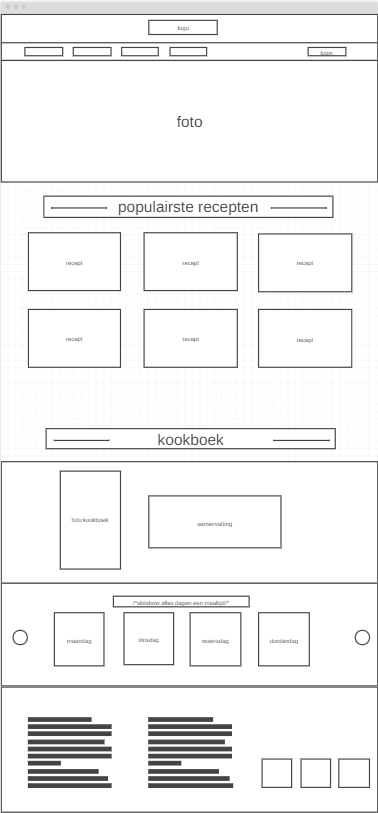 logo
login
foto
populairste recepten
recept
recept
recept
recept
recept
recept
kookboek
foto kookboek
samenvatting
/*slidshow alles dagen een maaltijd/*
maandag
dinsdag
woensdag
donderdag